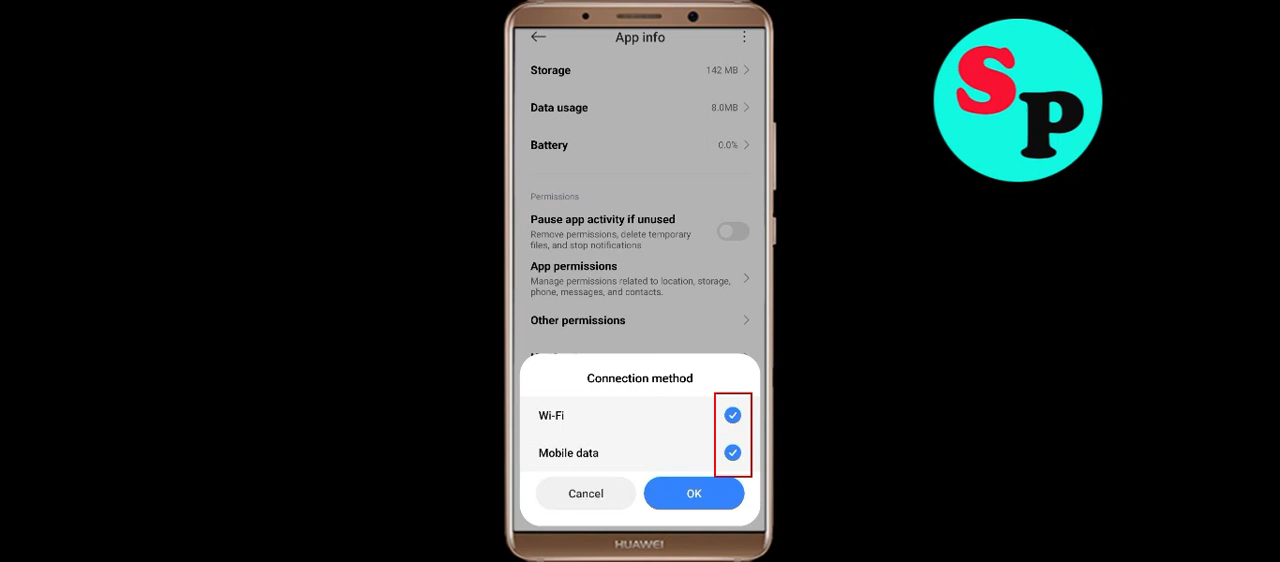 App info
Storage 142 MB
Data usage 8.0MB
Battery 0.0%
Permissions
Pause app activity if unused
Remove permissions, delete temporary
files, and stop notifications
App permissions
Manage permissions related to location, storage,
phone, messages, and contacts.
Other permissions
Connection method
Wi-Fi
Mobile data
Cancel OK
HUAWEI
SP